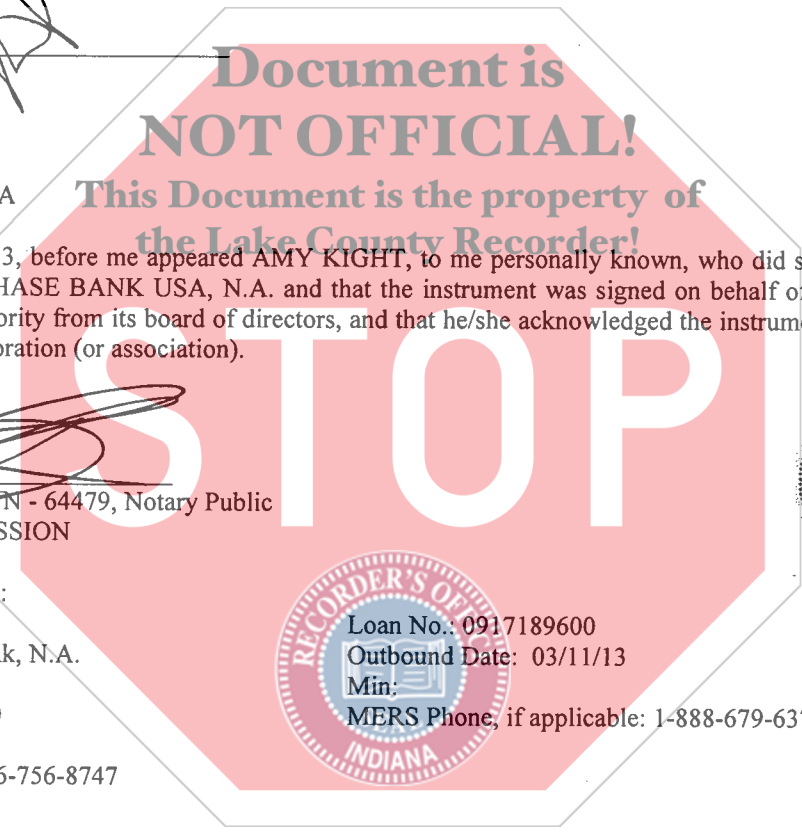 Document is
NOT OFFICIAL!
This Document is the property of
the Lake County Recorder!
A
3, before me appeared AMY KIGHT, to me personally known, who did s
HASE BANK USA, N.A. and that the instrument was signed on behalf of
ority from its board of directors, and that he/she acknowledged the instrume
oration (or association).
STOP
N - 64479, Notary Public
SSION
:
k, N.A.
6-756-8747
Loan No.: 0917189600
Outbound Date: 03/11/13
Min:
MERS Phone, if applicable: 1-888-679-637
RECORDER'S OFFICE
SEAL
INDIANA